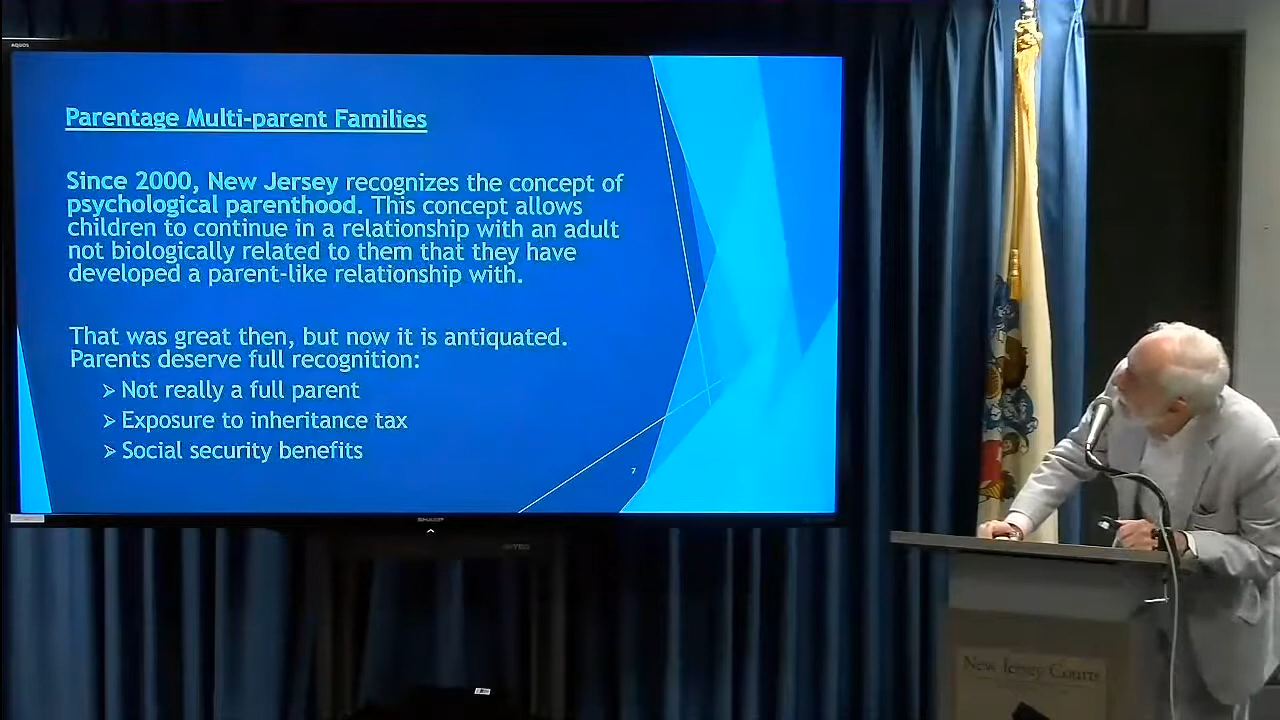 AQUOS
Parentage Multi-parent Families
Since 2000, New Jersey recognizes the concept of
psychological parenthood. This concept allows
children to continue in a relationship with an adult
not biologically related to them that they have
developed a parent-like relationship with.
That was great then, but now it is antiquated.
Parents deserve full recognition:
➢ Not really a full parent
➢ Exposure to inheritance tax
➢ Social security benefits
7
SHARP
New Jersey Courts